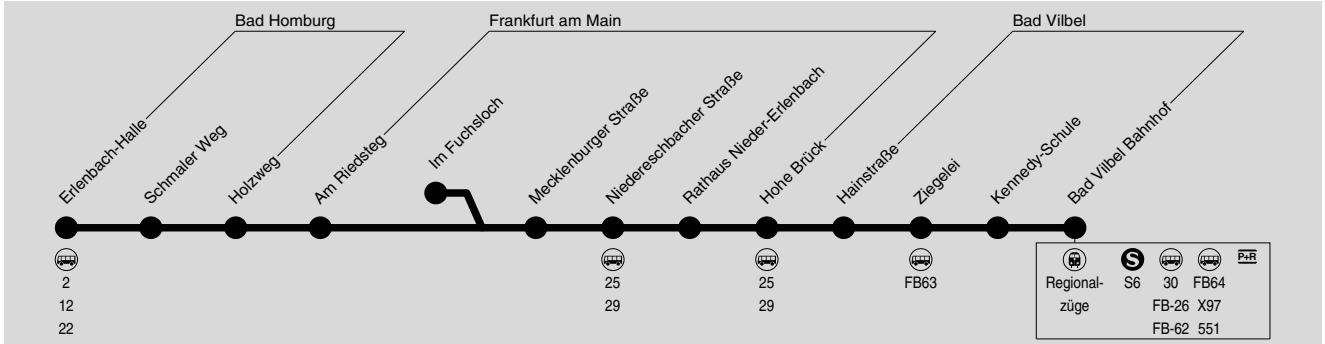 Bad Homburg
Frankfurt am Main
Bad Vilbel
Erlenbach-Halle
Schmaler Weg
Holzweg
Am Riedsteg
Im Fuchsloch
Mecklenburger Straße
Niedereschbacher Straße
Rathaus Nieder-Erlenbach
Hohe Brück
Hainstraße
Ziegelei
Kennedy-Schule
Bad Vilbel Bahnhof
2
12
22
25
29
25
29
FB63
S P+R
Regional- S6 30 FB64
züge FB-26 X97
FB-62 551